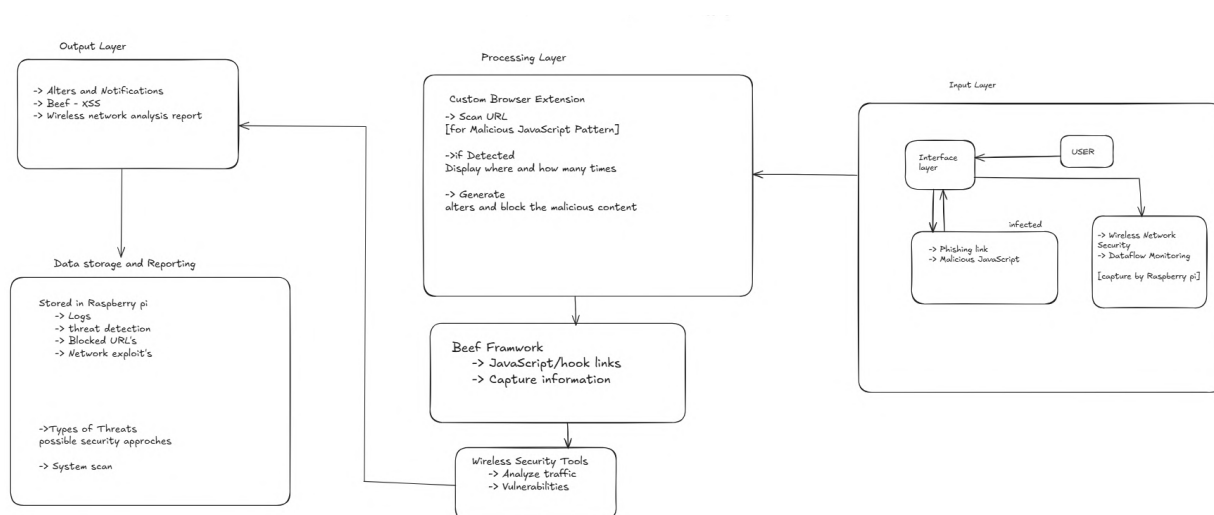 Output Layer
-> Alters and Notifications
-> Beef - XSS
-> Wireless network analysis report
Data storage and Reporting
Stored in Raspberry pi
-> Logs
-> threat detection
-> Blocked URL's
-> Network exploit's
->Types of Threats
possible security approches
-> System scan
Processing Layer
Custom Browser Extension
-> Scan URL
[for Malicious JavaScript Pattern]
->if Detected
Display where and how many times
-> Generate
alters and block the malicious content
Beef Framwork
-> JavaScript/hook links
-> Capture information
Wireless Security Tools
-> Analyze traffic
-> Vulnerabilities
Input Layer
Interface
layer
USER
infected
-> Phishing link
-> Malicious JavaScript
-> Wireless Network
Security
-> Dataflow Monitoring
[capture by Raspberry pi]